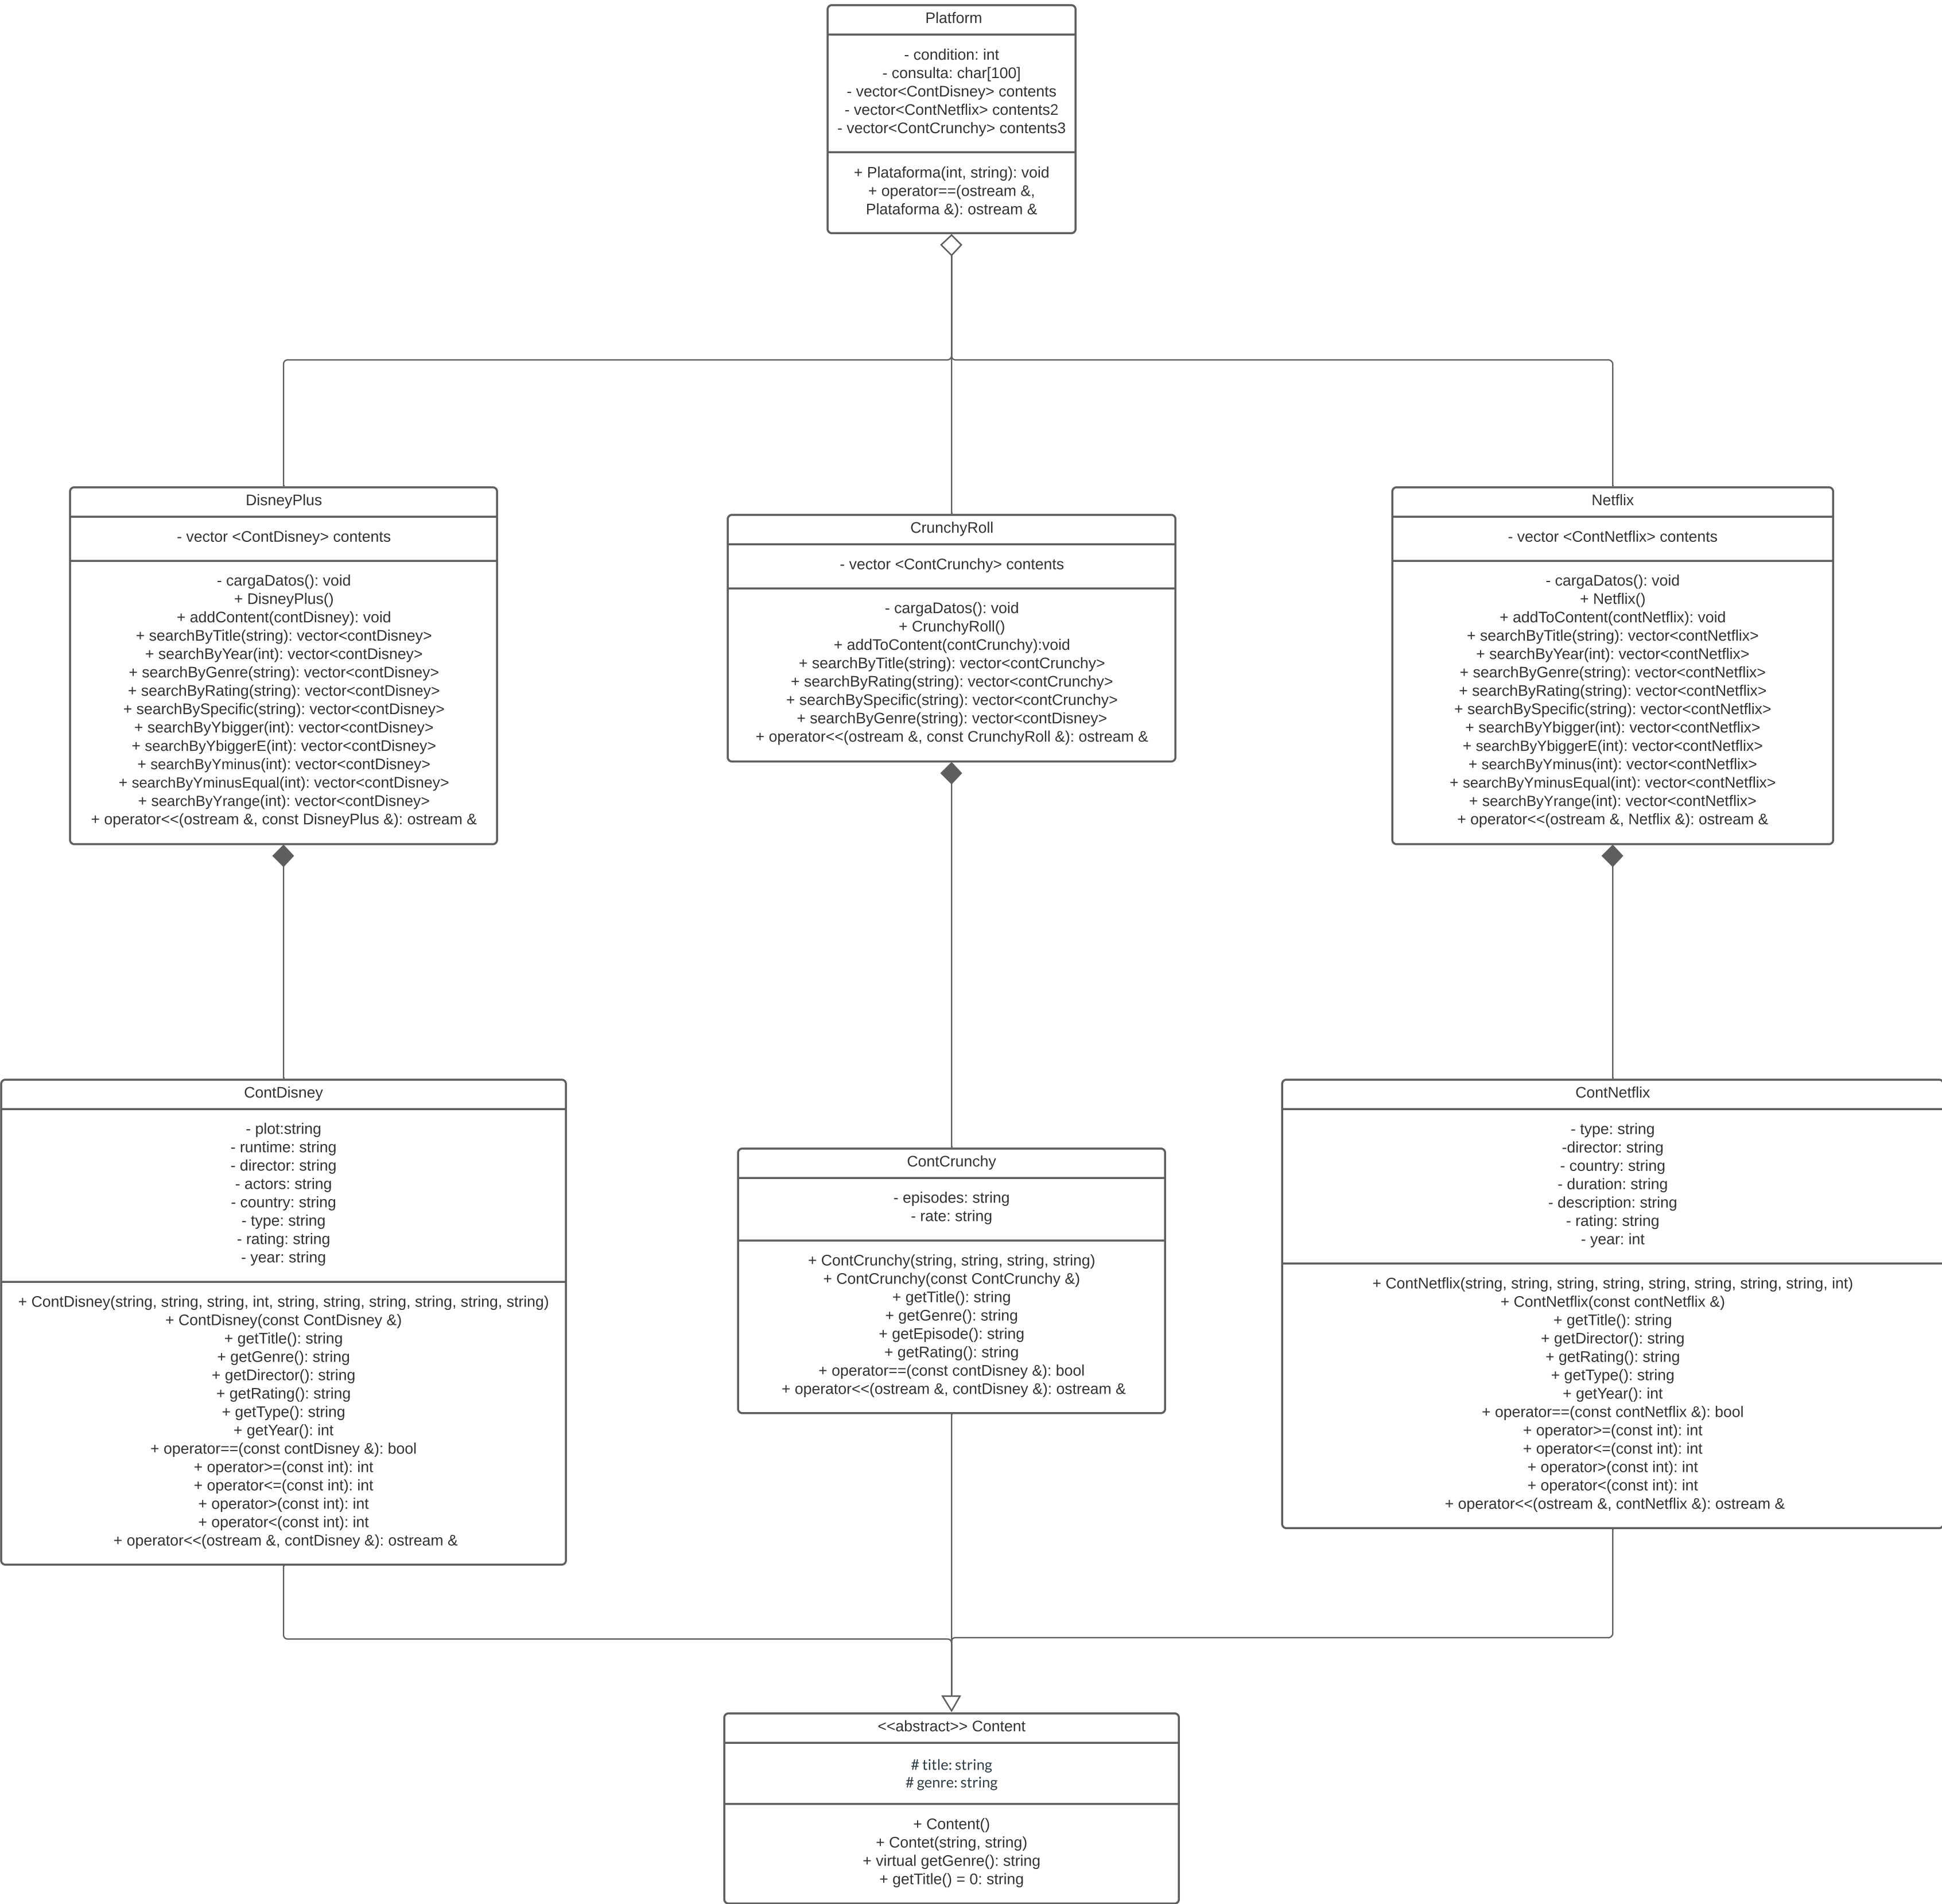 Platform
- condition: int
- consulta: char[100]
- vector<ContDisney> contents
- vector<ContNetflix> contents2
- vector<ContCrunchy> contents3
+ Plataforma(int, string): void
+ operator==(ostream &,
Plataforma &): ostream &
DisneyPlus
- vector <ContDisney> contents
- cargaDatos(): void
+ DisneyPlus()
+ addContent(contDisney): void
+ searchByTitle(string): vector<contDisney>
+ searchByYear(int): vector<contDisney>
+ searchByGenre(string): vector<contDisney>
+ searchByRating(string): vector<contDisney>
+ searchBySpecific(string): vector<contDisney>
+ searchByYbigger(int): vector<contDisney>
+ searchByYbiggerE(int): vector<contDisney>
+ searchByYminus(int): vector<contDisney>
+ searchByYminusEqual(int): vector<contDisney>
+ searchByYrange(int): vector<contDisney>
+ operator<<(ostream &, const DisneyPlus &): ostream &
CrunchyRoll
- vector <ContCrunchy> contents
- cargaDatos(): void
+ CrunchyRoll()
+ addToContent(contCrunchy):void
+ searchByTitle(string): vector<contCrunchy>
+ searchByRating(string): vector<contCrunchy>
+ searchBySpecific(string): vector<contCrunchy>
+ searchByGenre(string): vector<contDisney>
+ operator<<(ostream &, const CrunchyRoll &): ostream &
Netflix
- vector <ContNetflix> contents
- cargaDatos(): void
+ Netflix()
+ addToContent(contNetflix): void
+ searchByTitle(string): vector<contNetflix>
+ searchByYear(int): vector<contNetflix>
+ searchByGenre(string): vector<contNetflix>
+ searchByRating(string): vector<contNetflix>
+ searchBySpecific(string): vector<contNetflix>
+ searchByYbigger(int): vector<contNetflix>
+ searchByYbiggerE(int): vector<contNetflix>
+ searchByYminus(int): vector<contNetflix>
+ searchByYminusEqual(int): vector<contNetflix>
+ searchByYrange(int): vector<contNetflix>
+ operator<<(ostream &, Netflix &): ostream &
ContDisney
- plot:string
- runtime: string
- director: string
- actors: string
- country: string
- type: string
- rating: string
- year: string
+ ContDisney(string, string, string, int, string, string, string, string, string, string)
+ ContDisney(const ContDisney &)
+ getTitle(): string
+ getGenre(): string
+ getDirector(): string
+ getRating(): string
+ getType(): string
+ getYear(): int
+ operator==(const contDisney &): bool
+ operator>=(const int): int
+ operator<=(const int): int
+ operator>(const int): int
+ operator<(const int): int
+ operator<<(ostream &, contDisney &): ostream &
ContCrunchy
- episodes: string
- rate: string
+ ContCrunchy(string, string, string, string)
+ ContCrunchy(const ContCrunchy &)
+ getTitle(): string
+ getGenre(): string
+ getEpisode(): string
+ getRating(): string
+ operator==(const contDisney &): bool
+ operator<<(ostream &, contDisney &): ostream &
ContNetflix
- type: string
-director: string
- country: string
- duration: string
- description: string
- rating: string
- year: int
+ ContNetflix(string, string, string, string, string, string, string, string, int)
+ ContNetflix(const contNetflix &)
+ getTitle(): string
+ getDirector(): string
+ getRating(): string
+ getType(): string
+ getYear(): int
+ operator==(const contNetflix &): bool
+ operator>=(const int): int
+ operator<=(const int): int
+ operator>(const int): int
+ operator<(const int): int
+ operator<<(ostream &, contNetflix &): ostream &
<<abstract>> Content
# title: string
# genre: string
+ Content()
+ Contet(string, string)
+ virtual getGenre(): string
+ getTitle() = 0: string